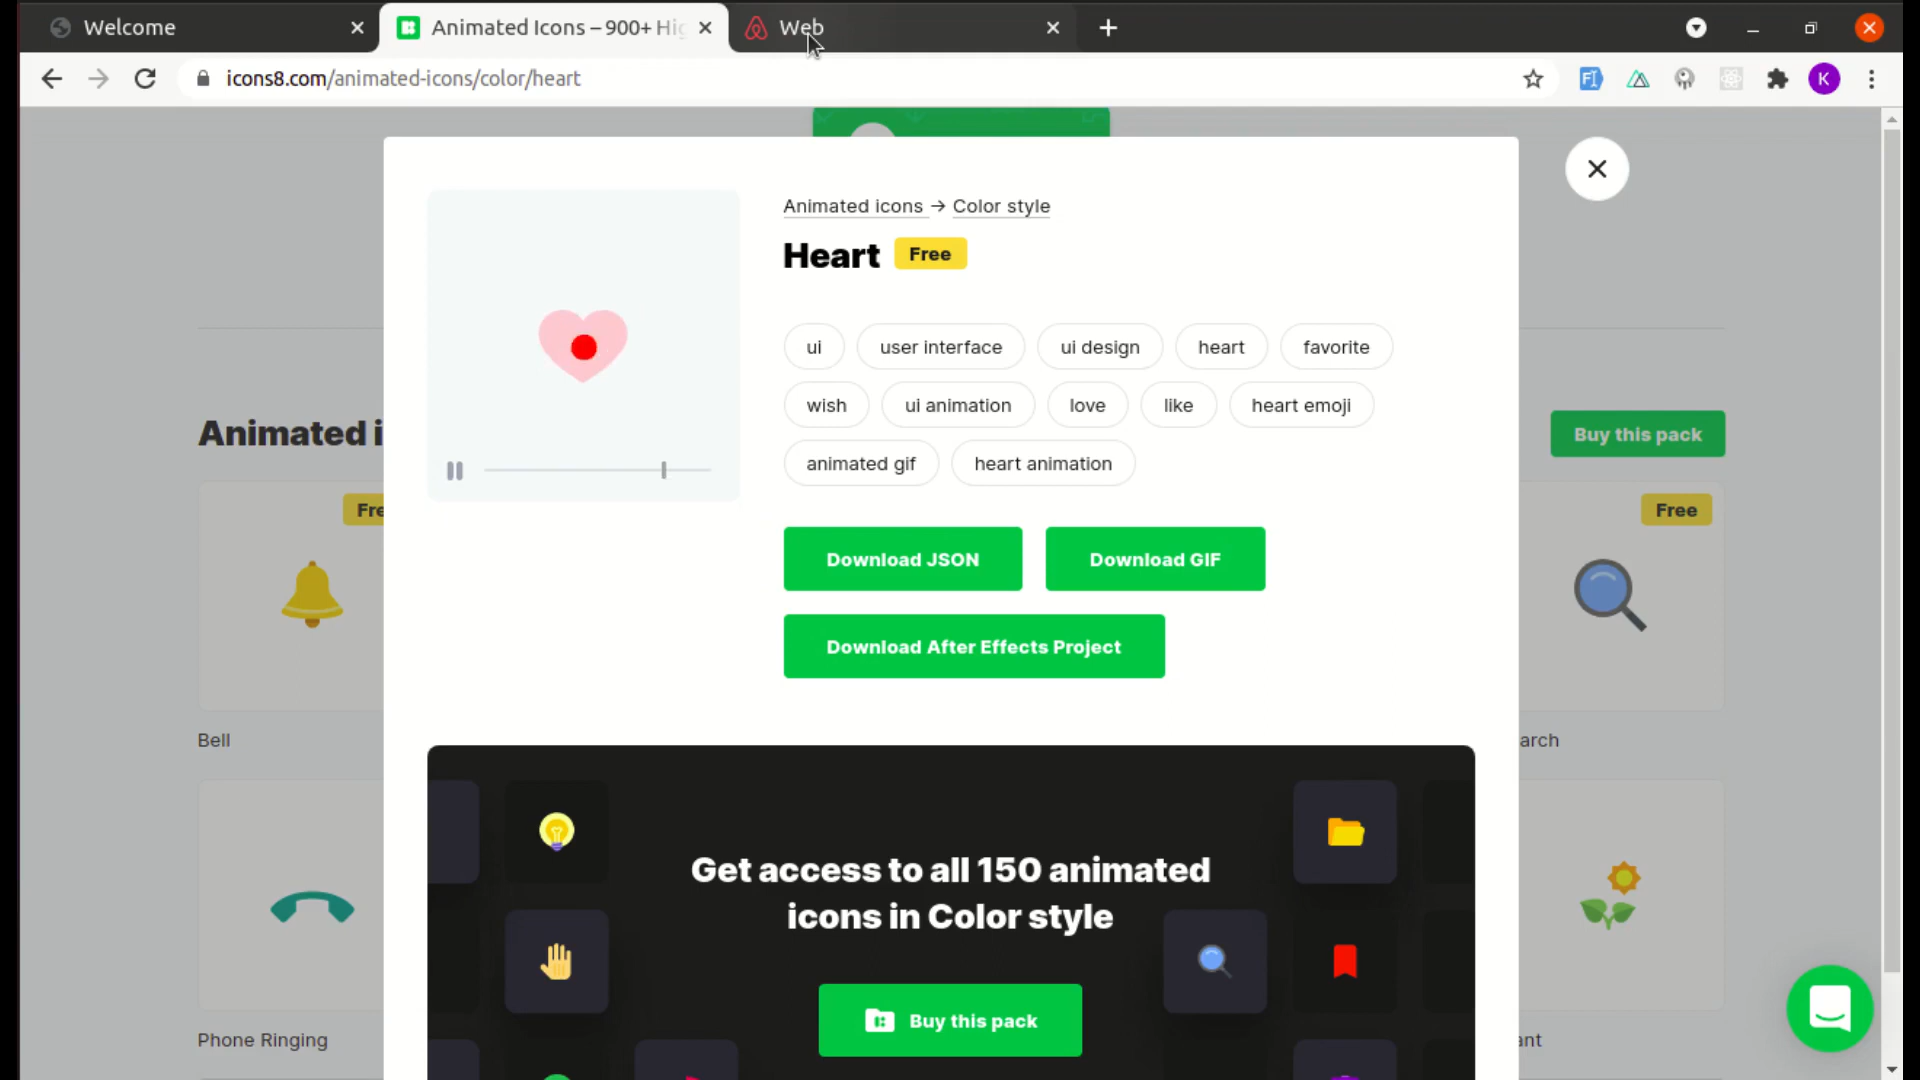 Welcome
Animated Icons – 900+ Hig
Web
icons8.com/animated-icons/color/heart
K
Animated icons → Color style
Heart Free
ui
user interface
ui design
heart
favorite
wish
ui animation
love
like
heart emoji
animated gif
heart animation
Download JSON
Download GIF
Download After Effects Project
Animated i
Buy this pack
Fre
Free
Bell
arch
Get access to all 150 animated
icons in Color style
Buy this pack
Phone Ringing
ant